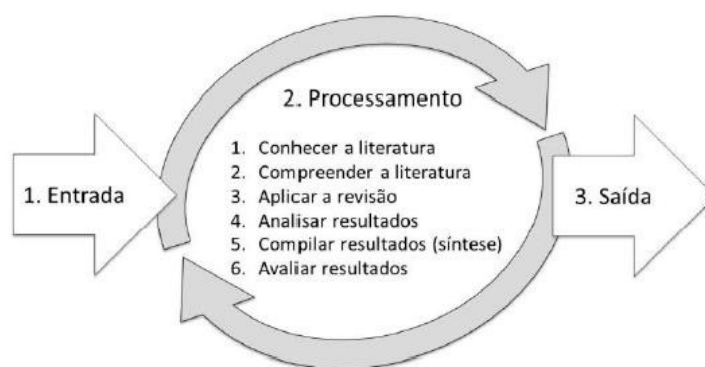 1. Entrada
2. Processamento
1. Conhecer a literatura
2. Compreender a literatura
3. Aplicar a revisão
4. Analisar resultados
5. Compilar resultados (síntese)
6. Avaliar resultados
3. Saída